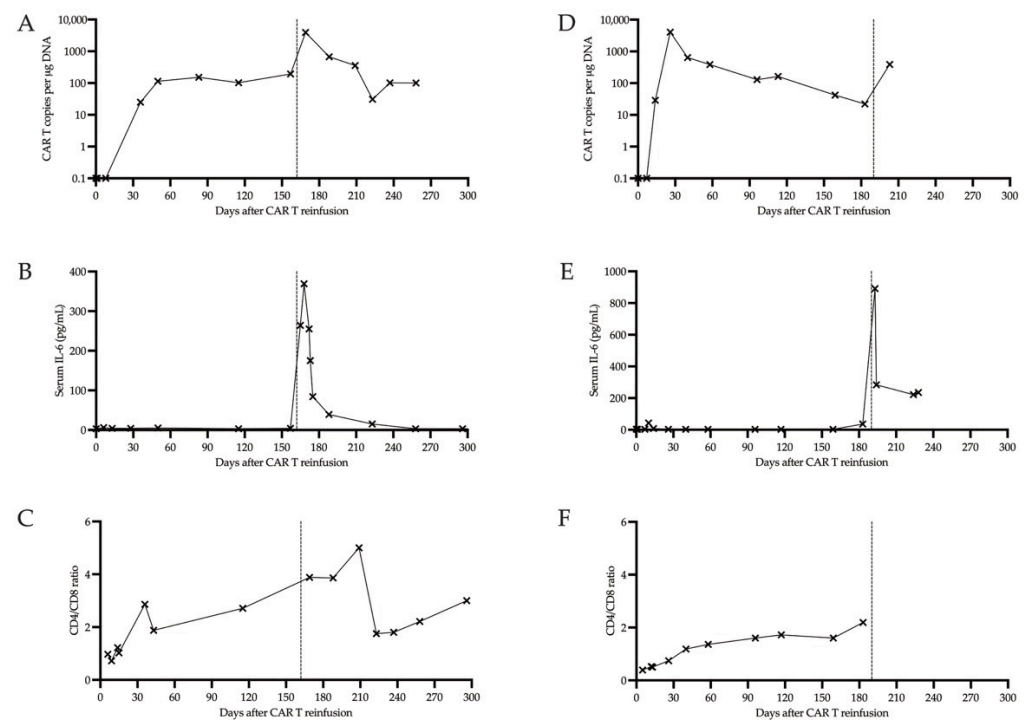 A
CAR T copies per µg DNA
10,000
1000
100
10
1
0.1
0 30 60 90 120 150 180 210 240 270 300
Days after CAR T reinfusion
D
CAR T copies per µg DNA
10,000
1000
100
10
1
0.1
0 30 60 90 120 150 180 210 240 270 300
Days after CAR T reinfusion
B
Serum IL-6 (pg/mL)
400
300
200
100
0
0 30 60 90 120 150 180 210 240 270 300
Days after CAR T reinfusion
E
Serum IL-6 (pg/mL)
1000
800
600
400
200
0
0 30 60 90 120 150 180 210 240 270 300
Days after CAR T reinfusion
C
CD4/CD8 ratio
6
4
2
0
0 30 60 90 120 150 180 210 240 270 300
Days after CAR T reinfusion
F
CD4/CD8 ratio
6
4
2
0
0 30 60 90 120 150 180 210 240 270 300
Days after CAR T reinfusion